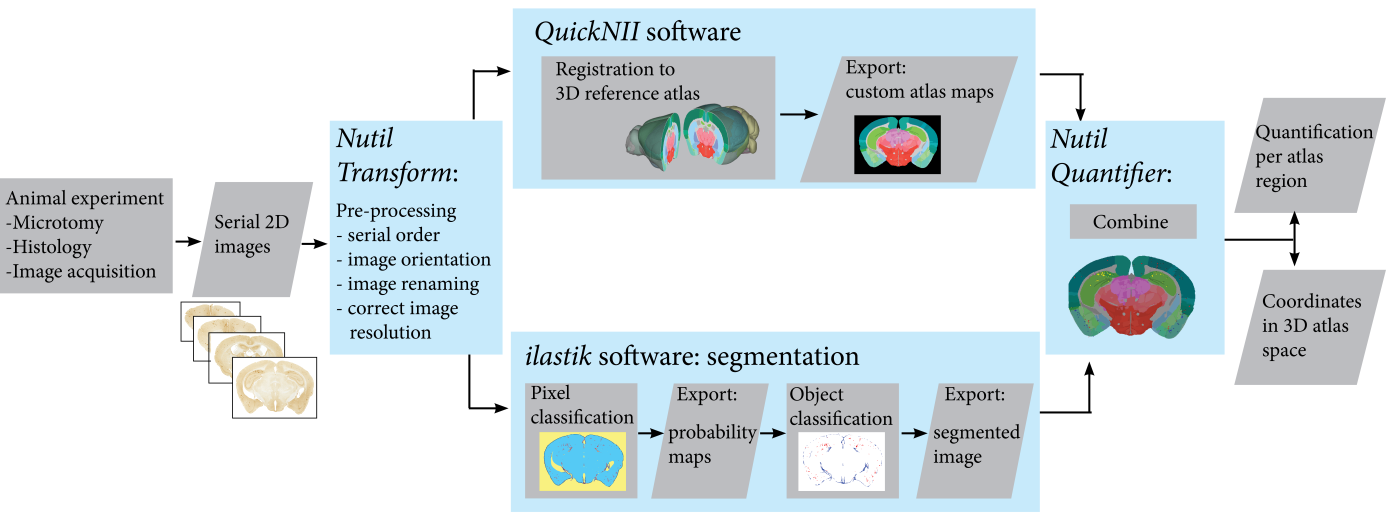 Animal experiment
-Microtomy
-Histology
-Image acquisition
Serial 2D
images
Nutil
Transform:
Pre-processing
- serial order
- image orientation
- image renaming
- correct image
resolution
QuickNII software
Registration to
3D reference atlas
Export:
custom atlas maps
ilastik software: segmentation
Pixel
classification
Export:
probability
maps
Object
classification
Export:
segmented
image
Nutil
Quantifier:
Combine
Quantification
per atlas
region
Coordinates
in 3D atlas
space